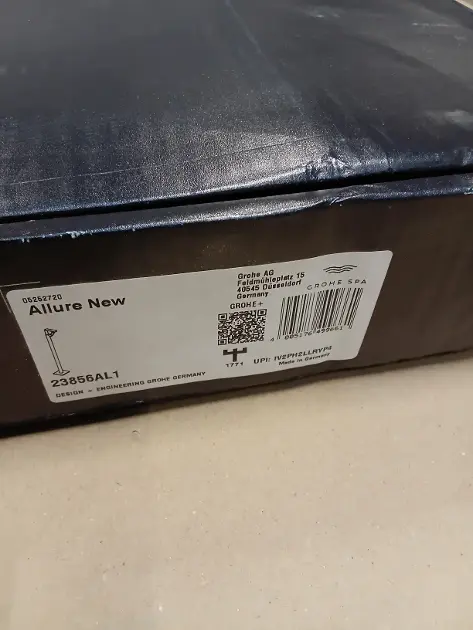 05252720
Allure New
23856AL1
DESIGN + ENGINEERING GROHE GERMANY
Grohe AG
Feldmühleplatz 15
40545 Düsseldorf
Germany
GROHE+
1771
GROHE SPA
UPI: IV2PH2LLRYP4
Made in Germany